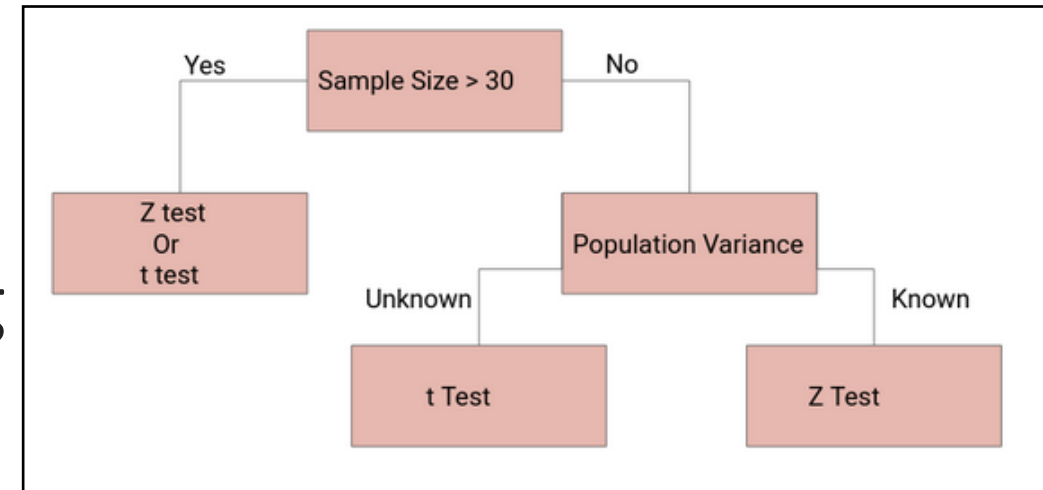 Yes
Sample Size > 30
No
Z test
Or
t test
Population Variance
Unknown
Known
t Test
Z Test